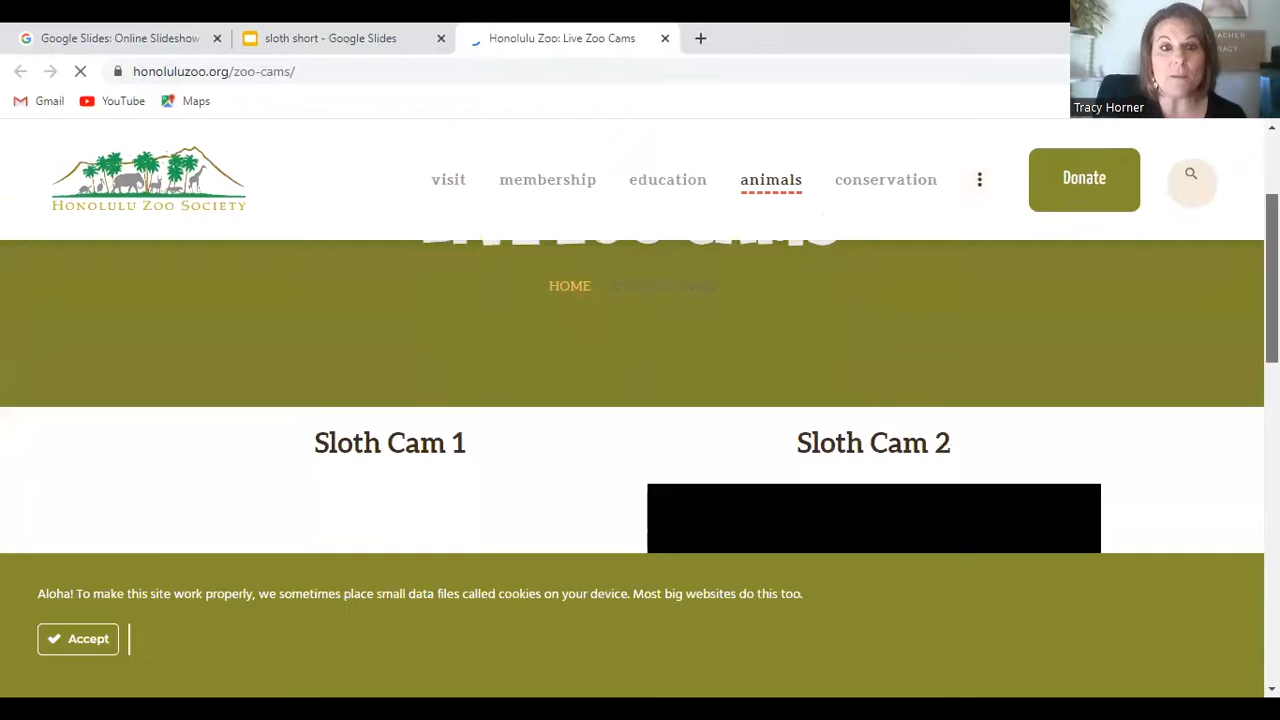 Google Slides: Online Slideshow
sloth short - Google Slides
Honolulu Zoo: Live Zoo Cams
honoluluzoo.org/zoo-cams/
Gmail
YouTube
Maps
TEACHER
TRACY
Tracy Horner
HONOLULU ZOO SOCIETY
visit
membership
education
animals
conservation
Donate
HOME
Sloth Cam 1
Sloth Cam 2
Aloha! To make this site work properly, we sometimes place small data files called cookies on your device. Most big websites do this too.
Accept